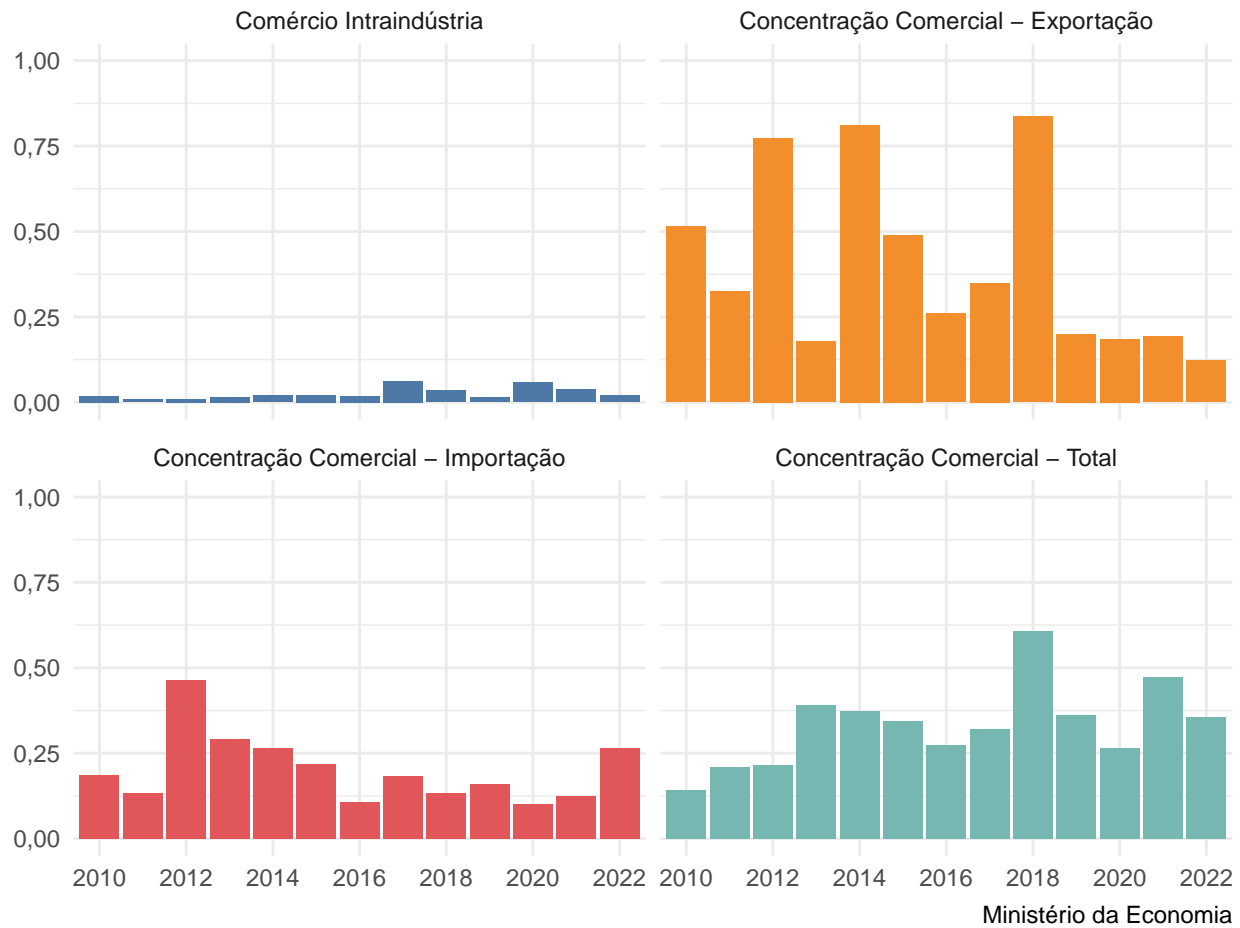 Comércio Intraindústria
Concentração Comercial – Exportação
1,00
0,75
0,50
0,25
0,00
Concentração Comercial – Importação
Concentração Comercial – Total
1,00
0,75
0,50
0,25
0,00
2010 2012 2014 2016 2018 2020 2022
2010 2012 2014 2016 2018 2020 2022
Ministério da Economia